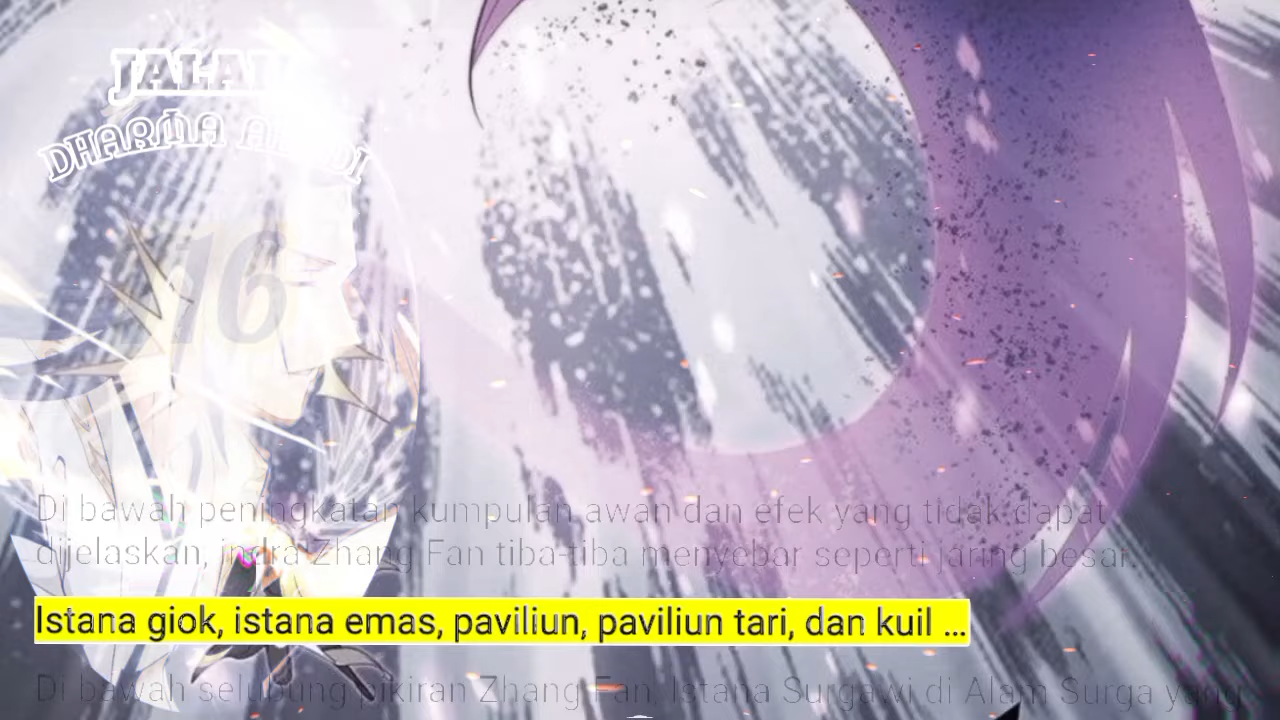 JALAN
DHARMA ABADI
16
Di bawah peningkatan kumpulan awan dan efek yang tidak dapat
dijelaskan, indra Zhang Fan tiba-tiba menyebar seperti jaring besar.
Istana giok, istana emas, paviliun, paviliun tari, dan kuil ...
Di bawah selubung pikiran Zhang Fan, Istana Surgawi di Alam Surga yang